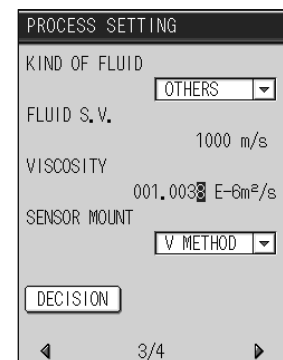 PROCESS SETTING
KIND OF FLUID
OTHERS
FLUID S.V.
1000 m/s
VISCOSITY
001.0038 E-6m²/s
SENSOR MOUNT
V METHOD
DECISION
3/4